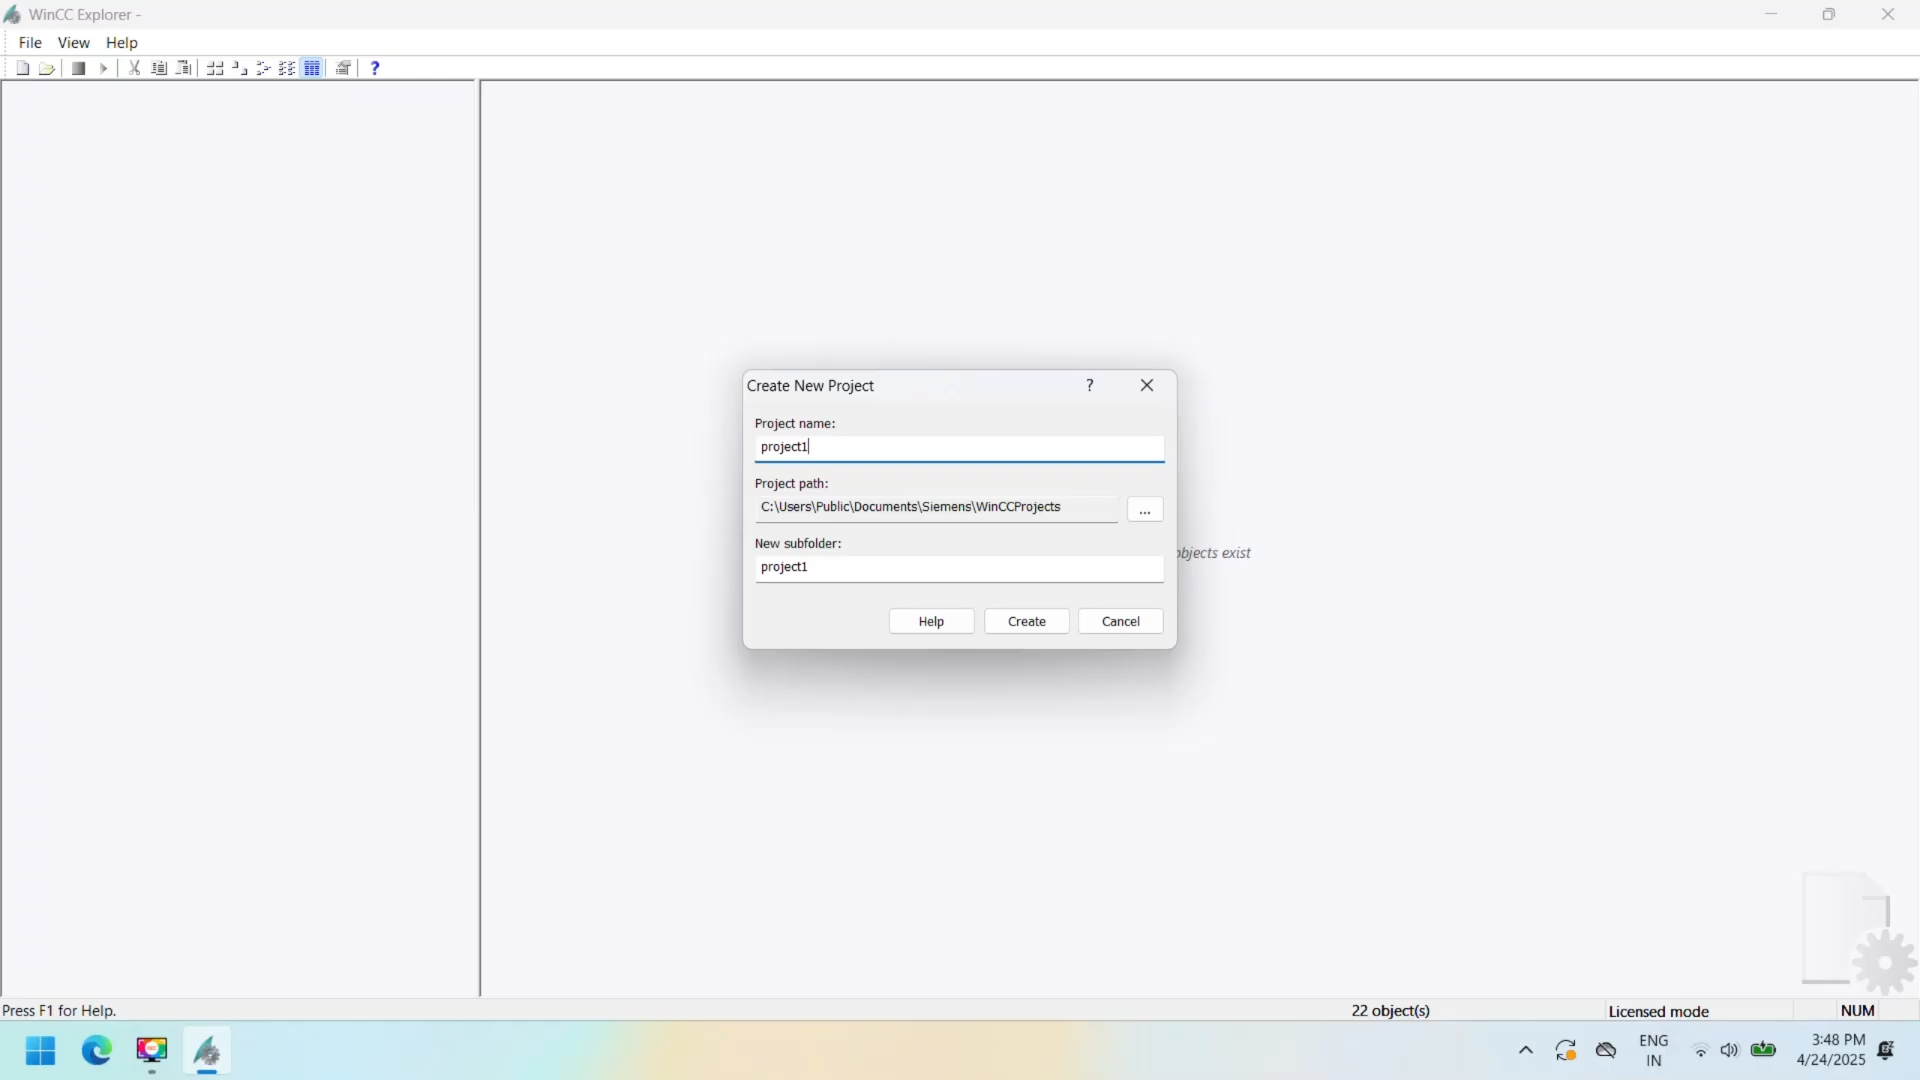 WinCC Explorer -
File View Help
?
Create New Project ?
Project name:
project1
Project path:
C:\Users\Public\Documents\Siemens\WinCCProjects ...
New subfolder:
objects exist
project1
Help Create Cancel
Press F1 for Help. 22 object(s) Licensed mode NUM
ENG 3:48 PM
IN 4/24/2025